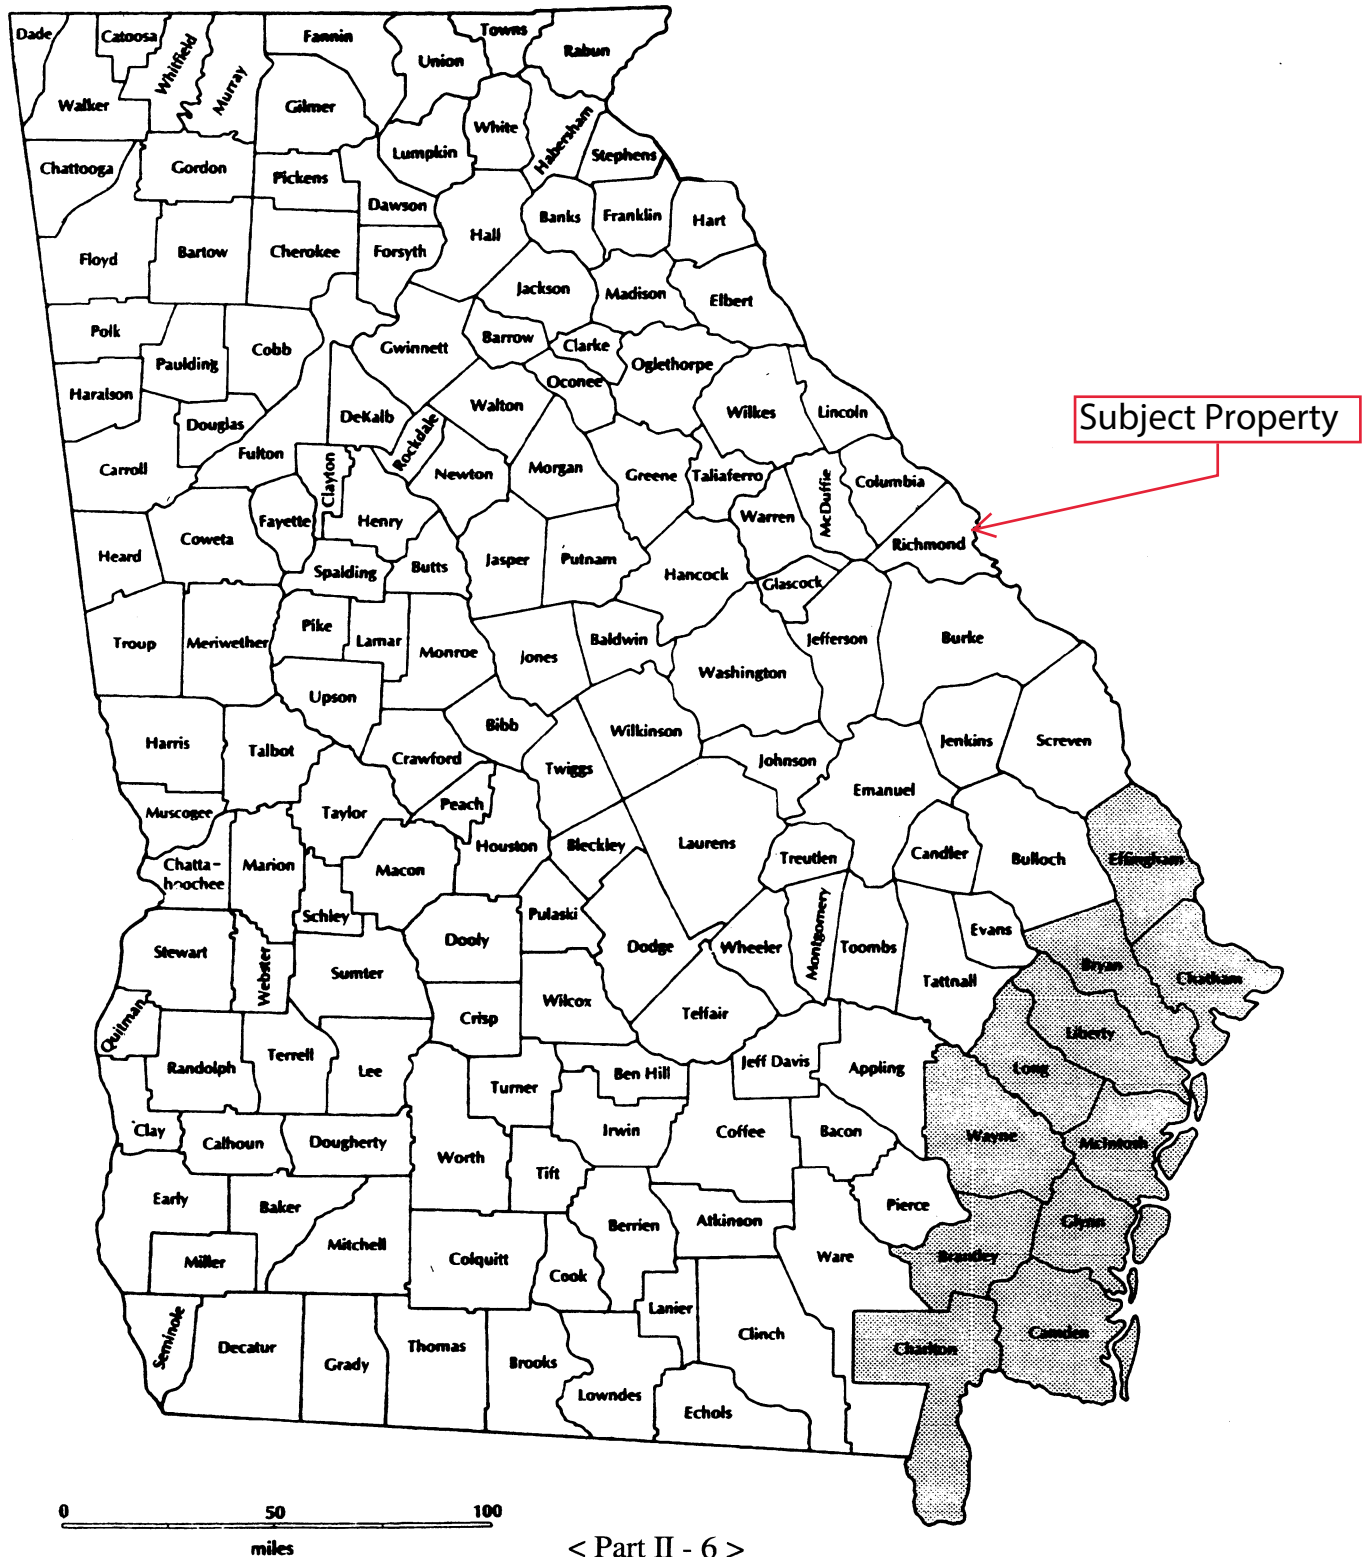 Dade
Catoosa
Whitfield
Murray
Fannin
Union
Towns
Rabun
Walker
Gilmer
Lumpkin
White
Habersham
Stephens
Chattooga
Gordon
Pickens
Dawson
Hall
Banks
Franklin
Hart
Floyd
Bartow
Cherokee
Forsyth
Jackson
Madison
Elbert
Polk
Paulding
Cobb
Gwinnett
Barrow
Clarke
Oconee
Oglethorpe
Haralson
Douglas
DeKalb
Rockdale
Walton
Wilkes
Lincoln
Subject Property
Carroll
Fulton
Clayton
Newton
Morgan
Greene
Taliaferro
McDuffie
Columbia
Heard
Coweta
Fayette
Henry
Warren
Richmond
Spalding
Butts
Jasper
Putnam
Hancock
Glascock
Troup
Meriwether
Pike
Lamar
Monroe
Jones
Baldwin
Washington
Jefferson
Burke
Upson
Harris
Talbot
Crawford
Bibb
Twiggs
Wilkinson
Johnson
Jenkins
Screven
Muscogee
Taylor
Peach
Houston
Bleckley
Laurens
Emanuel
Treutlen
Candler
Bulloch
Effingham
Chatta-
hoochee
Marion
Macon
Schley
Dooly
Pulaski
Dodge
Wheeler
Montgomery
Toombs
Evans
Tattnall
Bryan
Chatham
Stewart
Webster
Sumter
Crisp
Wilcox
Telfair
Liberty
Quitman
Randolph
Terrell
Lee
Turner
Ben Hill
Jeff Davis
Appling
Long
Clay
Calhoun
Dougherty
Worth
Tift
Irwin
Coffee
Bacon
Wayne
McIntosh
Early
Baker
Mitchell
Colquitt
Cook
Berrien
Atkinson
Pierce
Ware
Brantley
Glynn
Miller
Seminole
Decatur
Grady
Thomas
Brooks
Lanier
Lowndes
Clinch
Echols
Charlton
Camden
0 50 100
miles
< Part II - 6 >